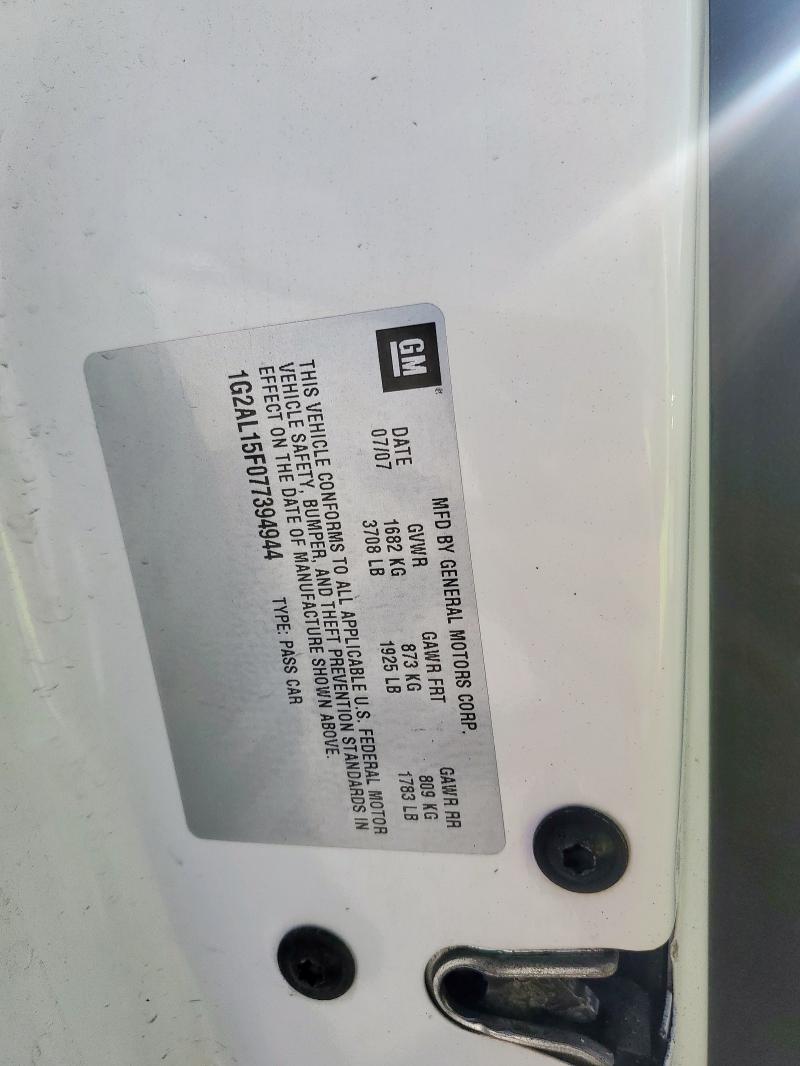 GM ®
MFD BY GENERAL MOTORS CORP.
DATE GVWR GAWR FRT GAWR RR
07/07 1682 KG 873 KG 809 KG
3708 LB 1925 LB 1783 LB
THIS VEHICLE CONFORMS TO ALL APPLICABLE U.S. FEDERAL MOTOR
VEHICLE SAFETY, BUMPER, AND THEFT PREVENTION STANDARDS IN
EFFECT ON THE DATE OF MANUFACTURE SHOWN ABOVE.
1G2AL15F077394944 TYPE: PASS CAR